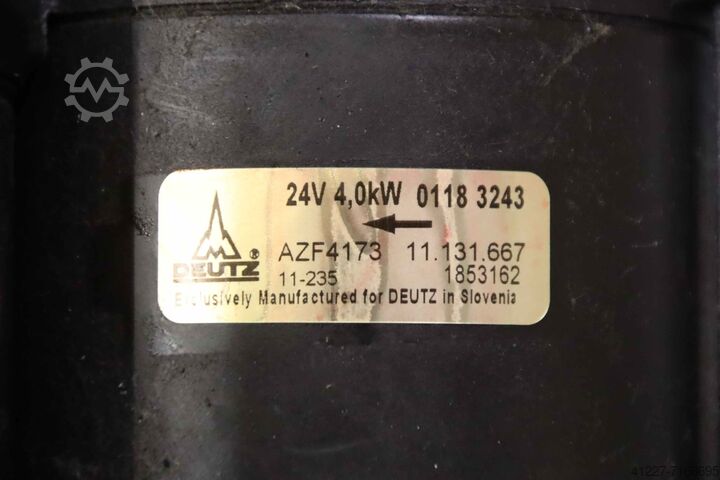 24V 4,0kW 0118 3243
DEUTZ ®
AZF4173 11.131.667
11-235 1853162
Exclusively Manufactured for DEUTZ in Slovenia